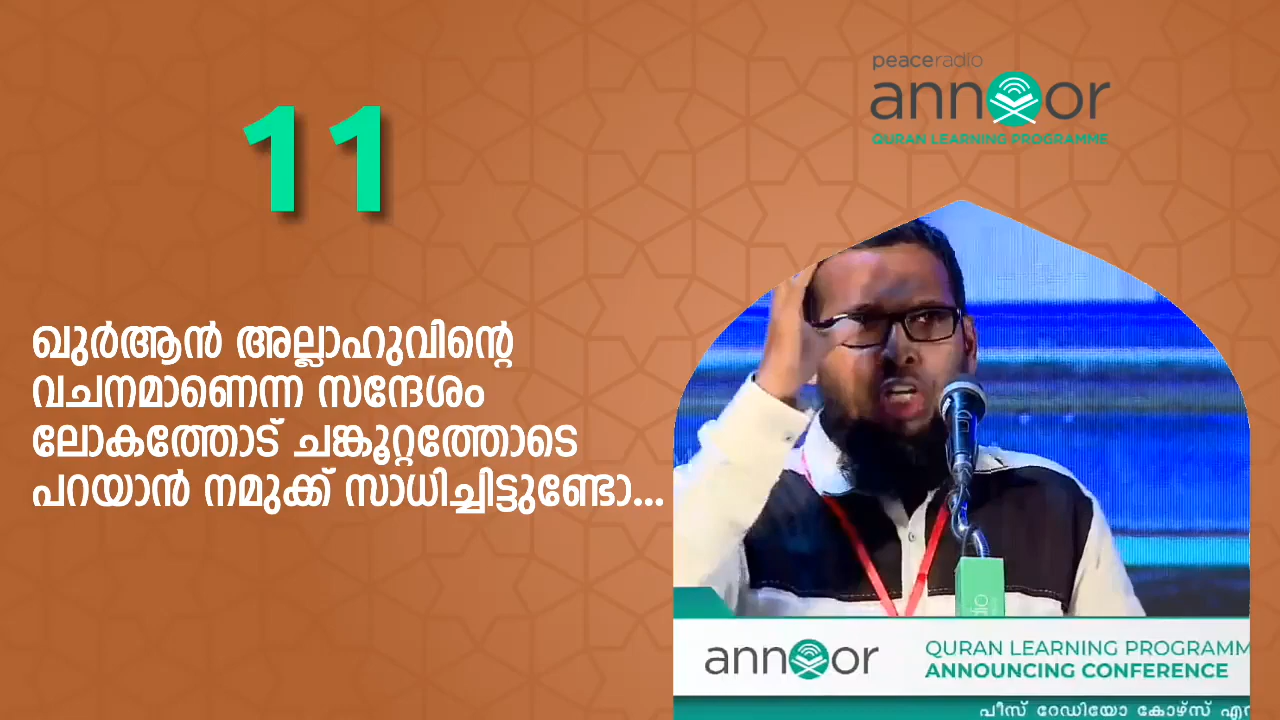 peaceradio
annoor
QURAN LEARNING PROGRAMME
11
ഖുർആൻ അല്ലാഹുവിന്റെ
വചനമാണെന്ന സന്ദേശം
ലോകത്തോട് ചങ്കൂറ്റത്തോടെ
പറയാൻ നമുക്ക് സാധിച്ചിട്ടുണ്ടോ...
annoor
QURAN LEARNING PROGRAMM
ANNOUNCING CONFERENCE
പീസ് റേഡിയോ കോഴ്സ് എ